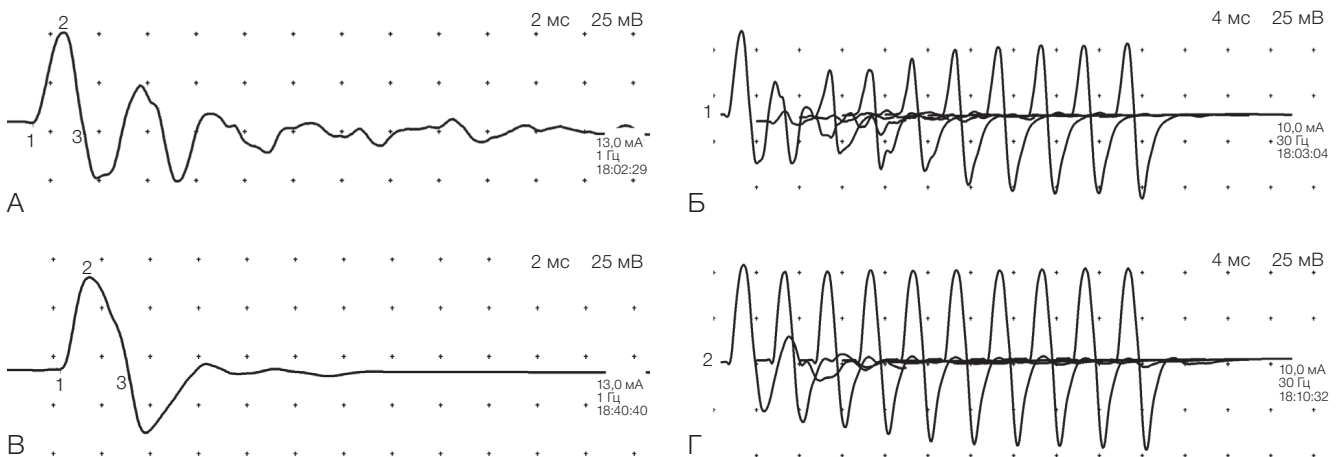 2 мс 25 мВ
2
1
3
13,0 мА
1 Гц
18:02:29
А
4 мс 25 мВ
1
10,0 мА
30 Гц
18:03:04
Б
2 мс 25 мВ
2
1
3
13,0 мА
1 Гц
18:40:40
В
4 мс 25 мВ
2
10,0 мА
30 Гц
18:10:32
Г